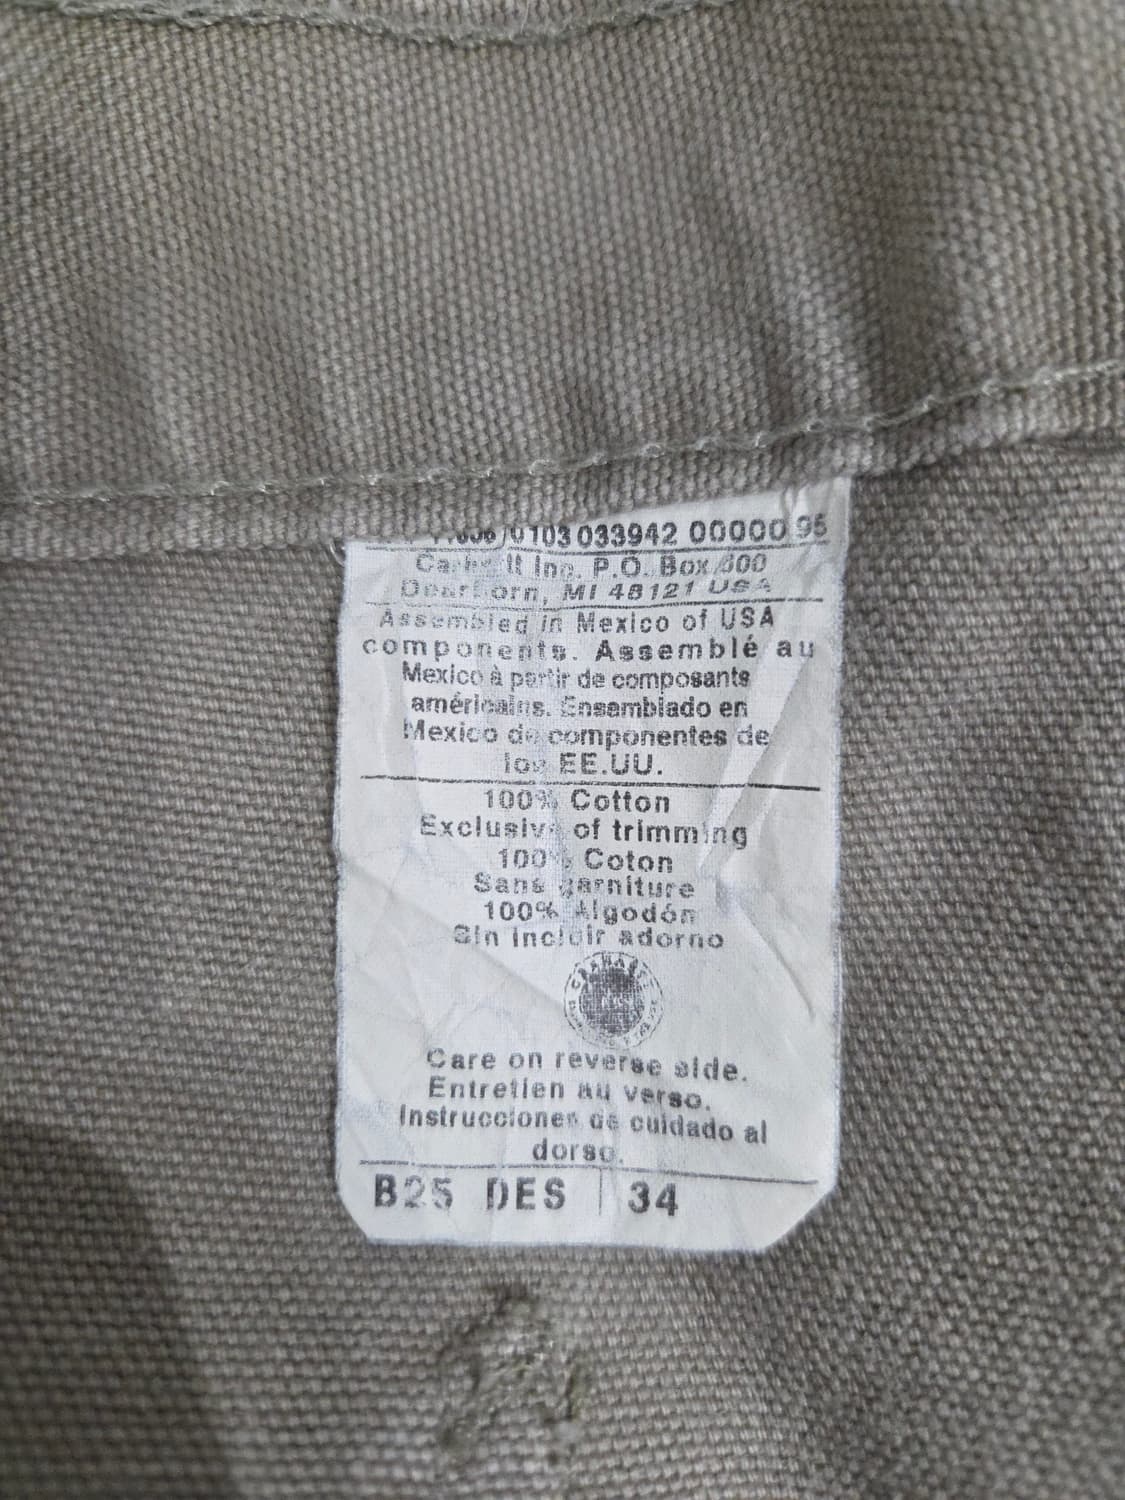 0103 033942 00000 95
Carhartt Inc. P.O. Box 600
Dearborn, MI 48121 USA
Assembled in Mexico of USA
components. Assemblé au
Mexico à partir de composants
américains. Ensamblado en
Mexico de componentes de
los EE.UU.
100% Cotton
Exclusive of trimming
100% Coton
Sans garniture
100% Algodón
Sin incluir adorno
CARHARTT
Care on reverse side.
Entretien au verso.
Instrucciones de cuidado al
dorso.
B25 DES 34